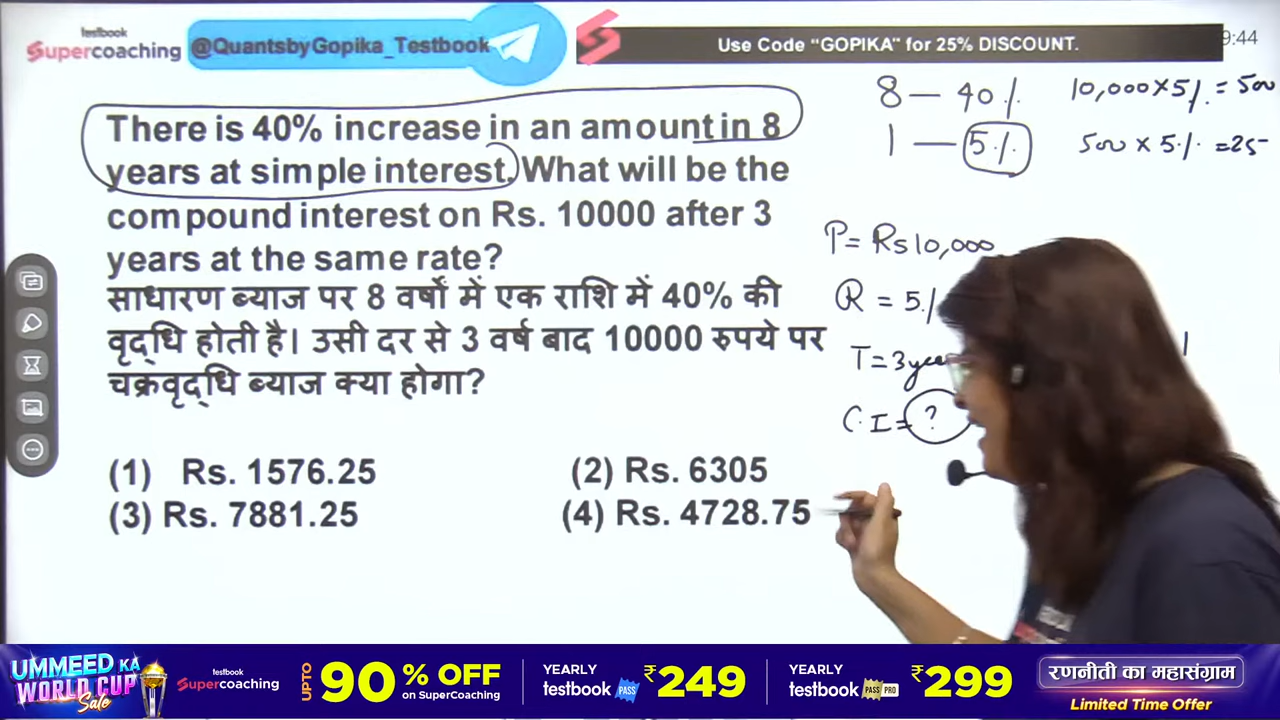 testbook
Supercoaching
@QuantsbyGopika_Testbook
Use Code “GOPIKA” for 25% DISCOUNT.
9:44
There is 40% increase in an amount in 8
years at simple interest. What will be the
compound interest on Rs. 10000 after 3
years at the same rate?
साधारण ब्याज पर 8 वर्षों में एक राशि में 40% की
वृद्धि होती है। उसी दर से 3 वर्ष बाद 10000 रुपये पर
चक्रवृद्धि ब्याज क्या होगा?
(1) Rs. 1576.25
(2) Rs. 6305
(3) Rs. 7881.25
(4) Rs. 4728.75
8 — 40%
1 — 5%
10,000×5% = 500
500 × 5% = 25
P = Rs 10,000
R = 5%
T = 3
C.I = ?
UMMEED KA
WORLD CUP
Sale
testbook
Supercoaching
UPTO
90% OFF
on SuperCoaching
YEARLY
testbook PASS
₹249
YEARLY
testbook PASS PRO
₹299
रणनीती का महासंग्राम
Limited Time Offer